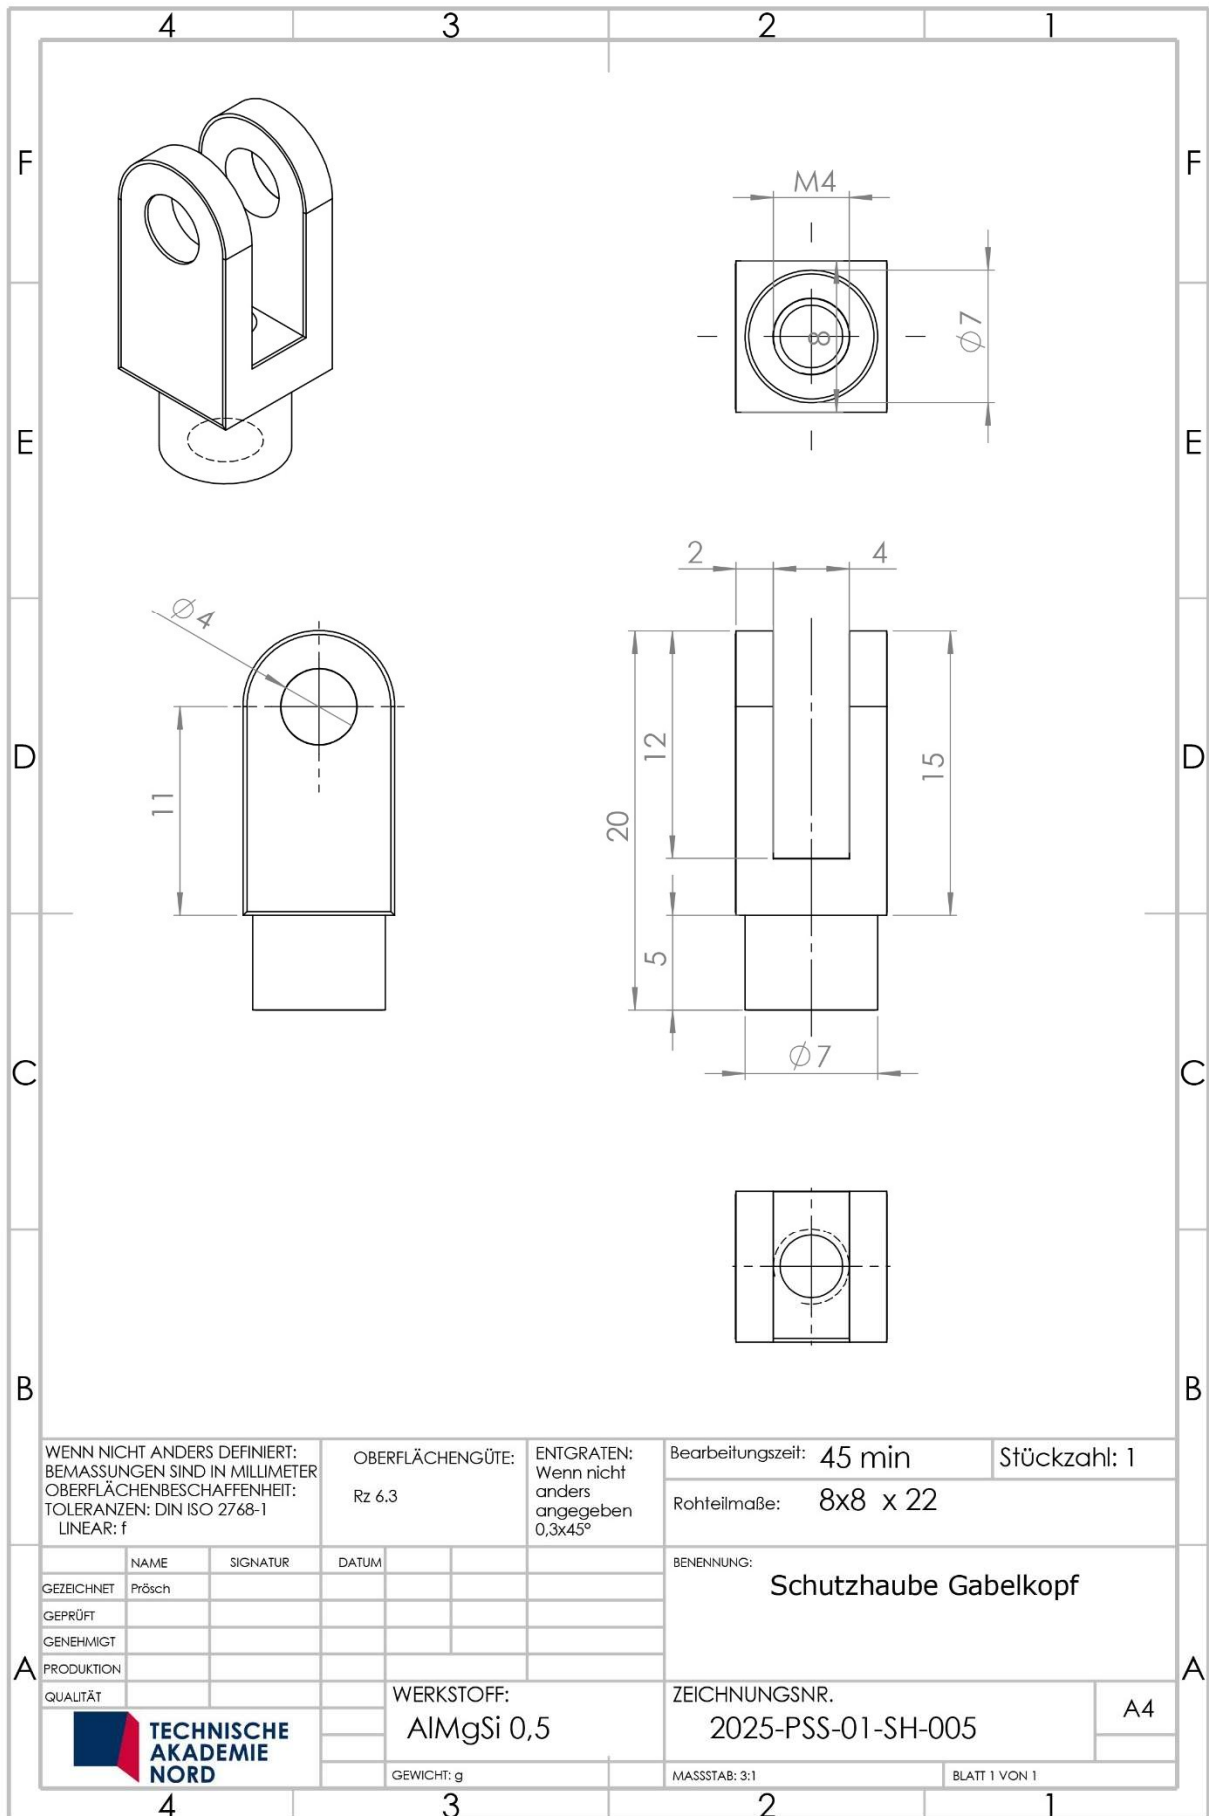 4 3 2 1
F F
M4
8
Ø7
E E
2 4
Ø4
12
15
11
20
D D
5
Ø7
C C
B B
WENN NICHT ANDERS DEFINIERT:
BEMASSUNGEN SIND IN MILLIMETER
OBERFLÄCHENBESCHAFFENHEIT:
TOLERANZEN: DIN ISO 2768-1
LINEAR: f
OBERFLÄCHENGÜTE:
Rz 6.3
ENTGRATEN:
Wenn nicht
anders
angegeben
0,3x45°
Bearbeitungszeit: 45 min
Stückzahl: 1
Rohteilmaße: 8x8 x 22
NAME SIGNATUR DATUM
GEZEICHNET Prösch
GEPRÜFT
GENEHMIGT
PRODUKTION
QUALITÄT
BENENNUNG:
Schutzhaube Gabelkopf
A A
WERKSTOFF:
AlMgSi 0,5
ZEICHNUNGSNR.
2025-PSS-01-SH-005
A4
TECHNISCHE
AKADEMIE
NORD
GEWICHT: g
MASSSTAB: 3:1
BLATT 1 VON 1
4 3 2 1